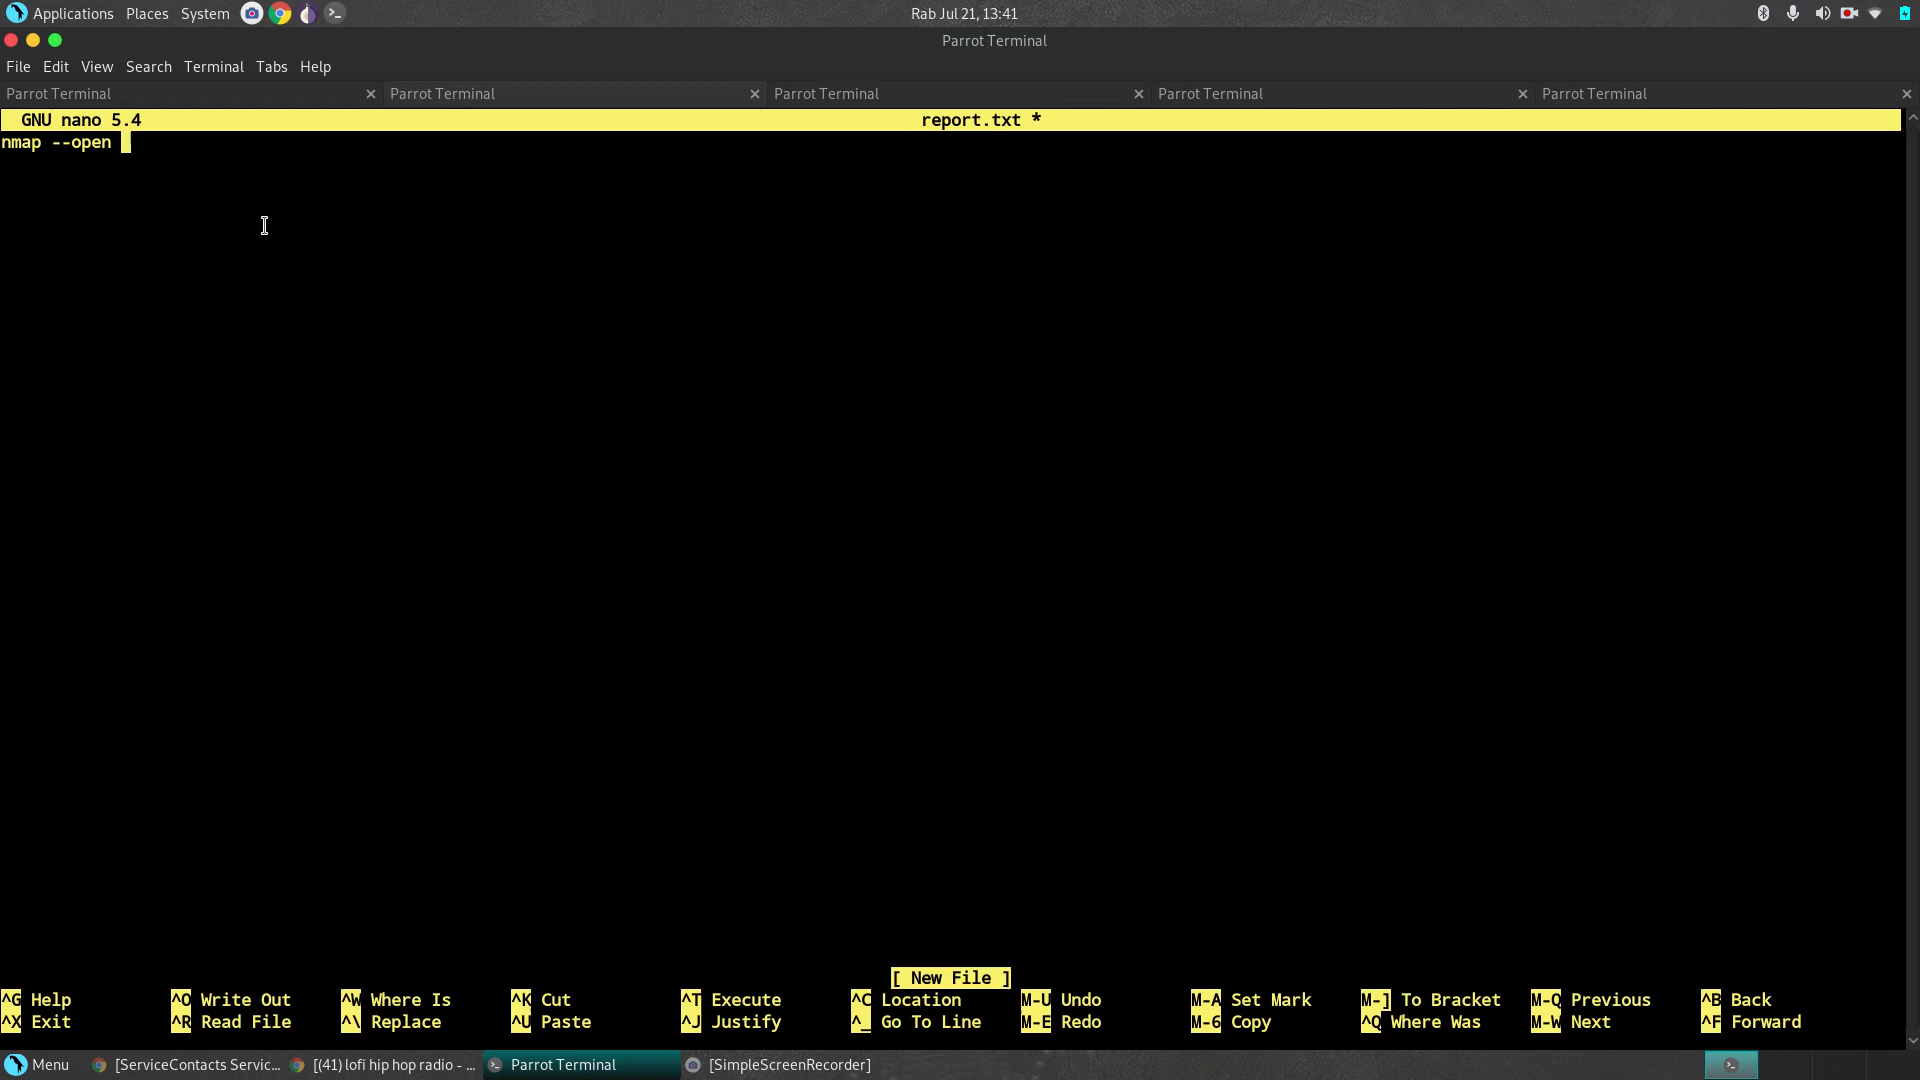 Applications Places System Rab Jul 21, 13:41
Parrot Terminal
File Edit View Search Terminal Tabs Help
Parrot Terminal Parrot Terminal Parrot Terminal Parrot Terminal Parrot Terminal
GNU nano 5.4 report.txt *
nmap --open
[ New File ]
^G Help ^O Write Out ^W Where Is ^K Cut ^T Execute ^C Location M-U Undo M-A Set Mark M-] To Bracket M-Q Previous ^B Back
^X Exit ^R Read File ^\ Replace ^U Paste ^J Justify ^_ Go To Line M-E Redo M-6 Copy ^Q Where Was M-W Next ^F Forward
Menu [ServiceContacts Servic... [(41) lofi hip hop radio - ... Parrot Terminal [SimpleScreenRecorder]